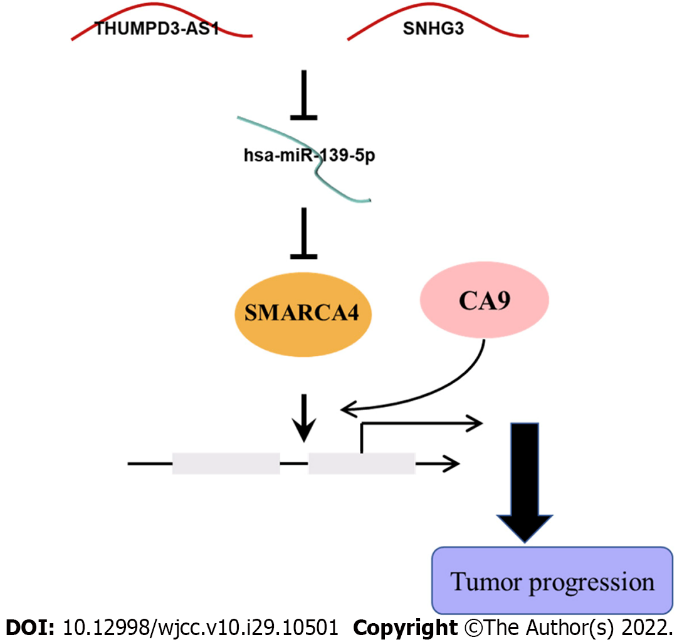 THUMPD3-AS1
SNHG3
hsa-miR-139-5p
SMARCA4
CA9
Tumor progression
DOI: 10.12998/wjcc.v10.i29.10501 Copyright ©The Author(s) 2022.